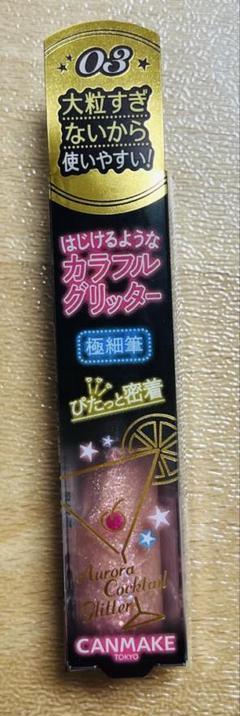 03
大粒すぎ
ないから
使いやすい!
はじけるような
カラフル
グリッター
極細筆
ぴたっと密着
Aurora
Cocktail
Glitter
CANMAKE
TOKYO